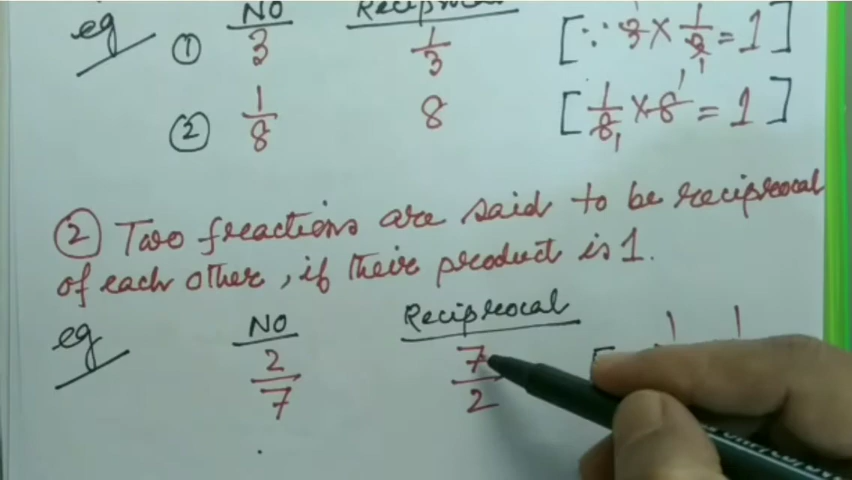 eg NO Reciprocal
① 3 1/3 [∵ 3 × 1/3 = 1]
② 1/8 8 [1/8 × 8 = 1]
② Two fractions are said to be reciprocal
of each other, if their product is 1.
eg NO Reciprocal
2/7 7/2 [